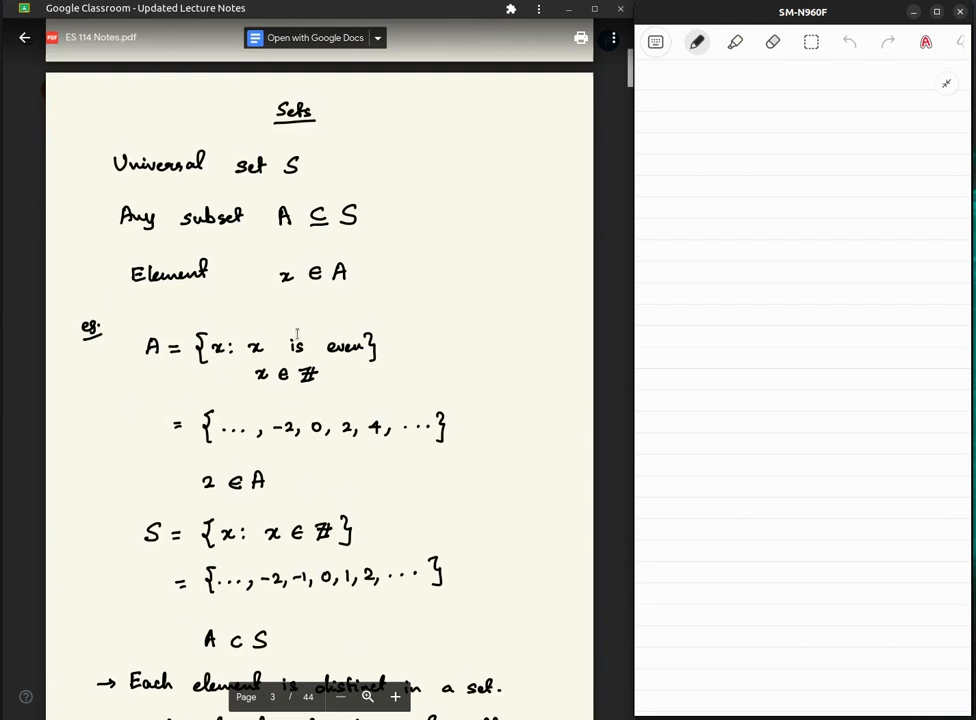 Google Classroom - Updated Lecture Notes
PDF ES 114 Notes.pdf
Open with Google Docs
Sets
Universal set S
Any subset A ⊆ S
Element x ∈ A
eg.
A = {x: x is even}
x ∈ ℤ
= {..., -2, 0, 2, 4, ...}
2 ∈ A
S = {x: x ∈ ℤ}
= {..., -2, -1, 0, 1, 2, ...}
A ⊂ S
→ Each element is distinct in a set.
Page 3 / 44
SM-N960F
A